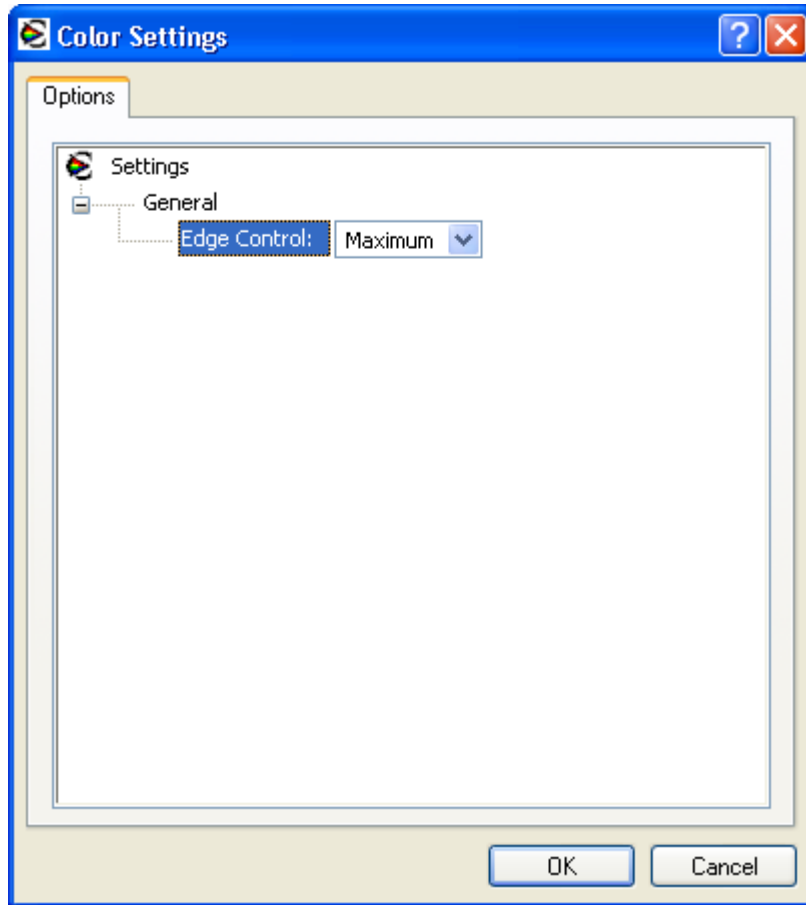 Color Settings
Options
Settings
General
Edge Control: Maximum
OK Cancel